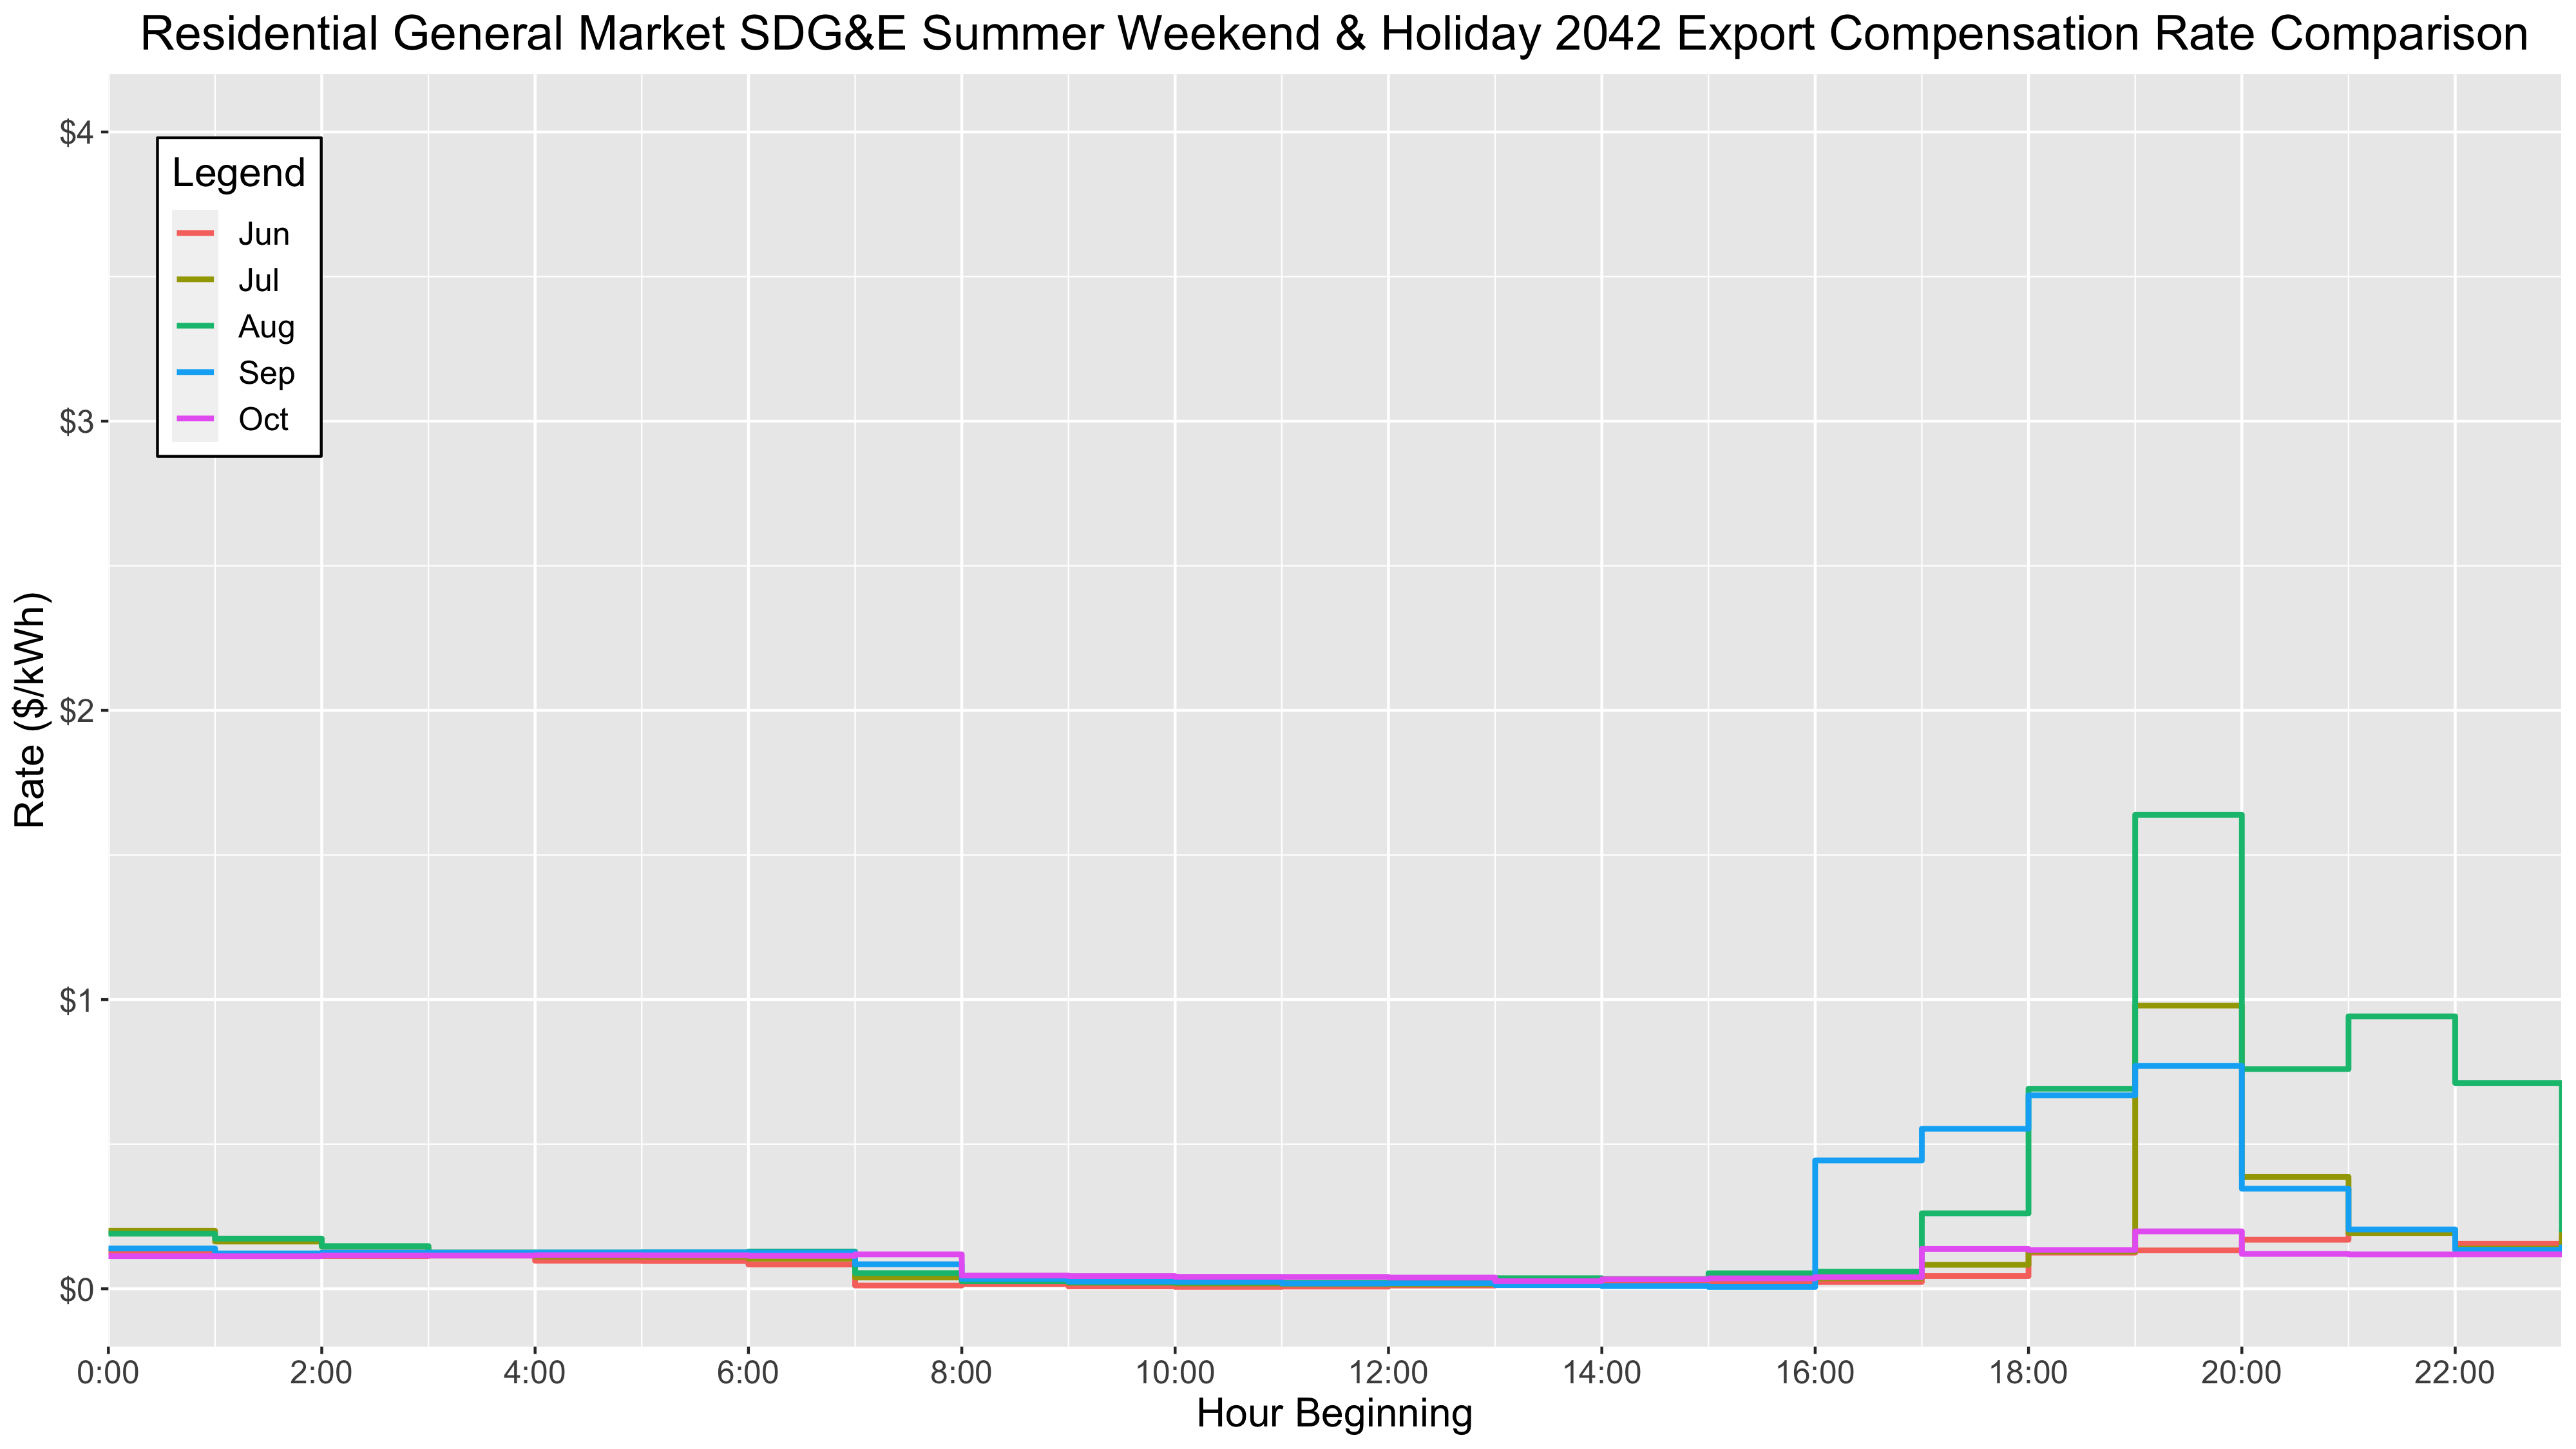 Residential General Market SDG&E Summer Weekend & Holiday 2042 Export Compensation Rate Comparison
$4
$3
$2
$1
$0
Rate ($/kWh)
Legend
Jun
Jul
Aug
Sep
Oct
0:00 2:00 4:00 6:00 8:00 10:00 12:00 14:00 16:00 18:00 20:00 22:00
Hour Beginning